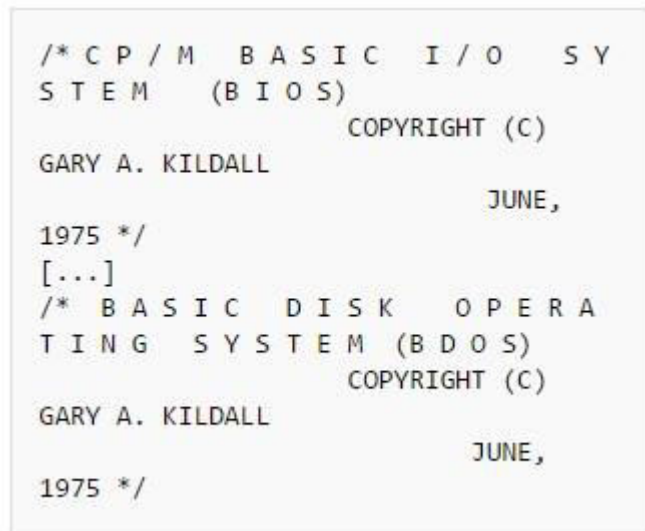 /* C P / M   B A S I C   I / O    S Y
S T E M    (B I O S)
                    COPYRIGHT (C)
GARY A. KILDALL
                             JUNE,
1975 */
[...]
/*  B A S I C   D I S K    O P E R A
T I N G   S Y S T E M  (B D O S)
                    COPYRIGHT (C)
GARY A. KILDALL
                            JUNE,
1975 */